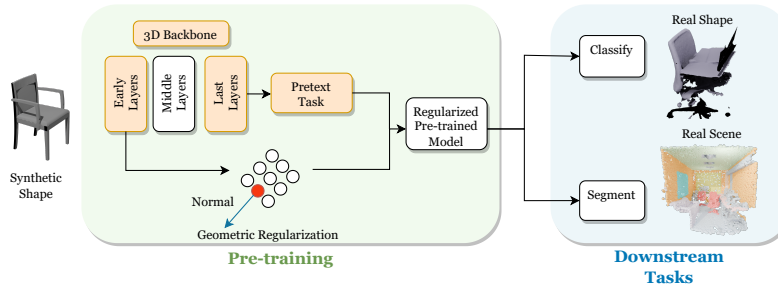 3D Backbone
Early
Layers
Middle
Layers
Last
Layers
Pretext
Task
Regularized
Pre-trained
Model
Synthetic
Shape
Normal
Geometric Regularization
Pre-training
Classify
Segment
Real Shape
Real Scene
Downstream
Tasks